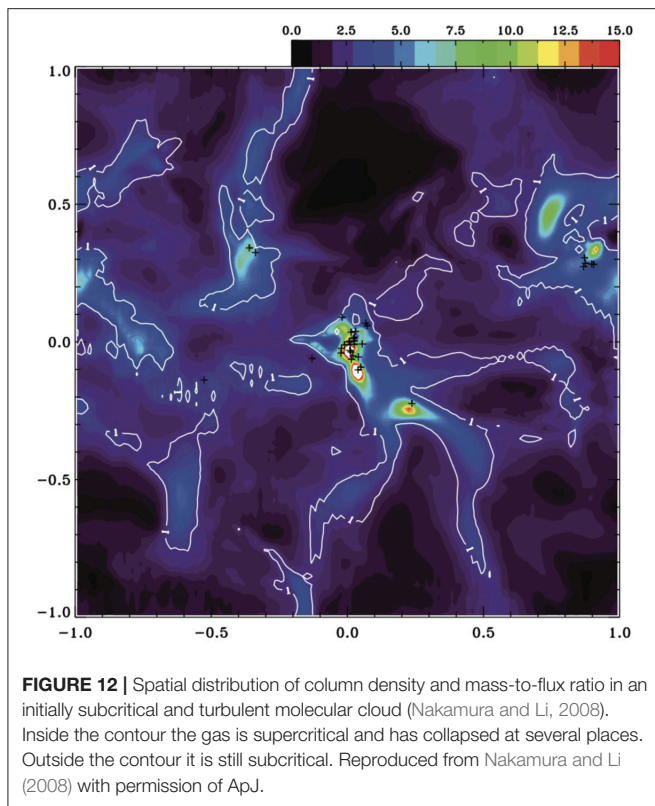 0.0 2.5 5.0 7.5 10.0 12.5 15.0
1.0
0.5
0.0
−0.5
−1.0
−1.0 −0.5 0.0 0.5 1.0
FIGURE 12 | Spatial distribution of column density and mass-to-flux ratio in an
initially subcritical and turbulent molecular cloud (Nakamura and Li, 2008).
Inside the contour the gas is supercritical and has collapsed at several places.
Outside the contour it is still subcritical. Reproduced from Nakamura and Li
(2008) with permission of ApJ.